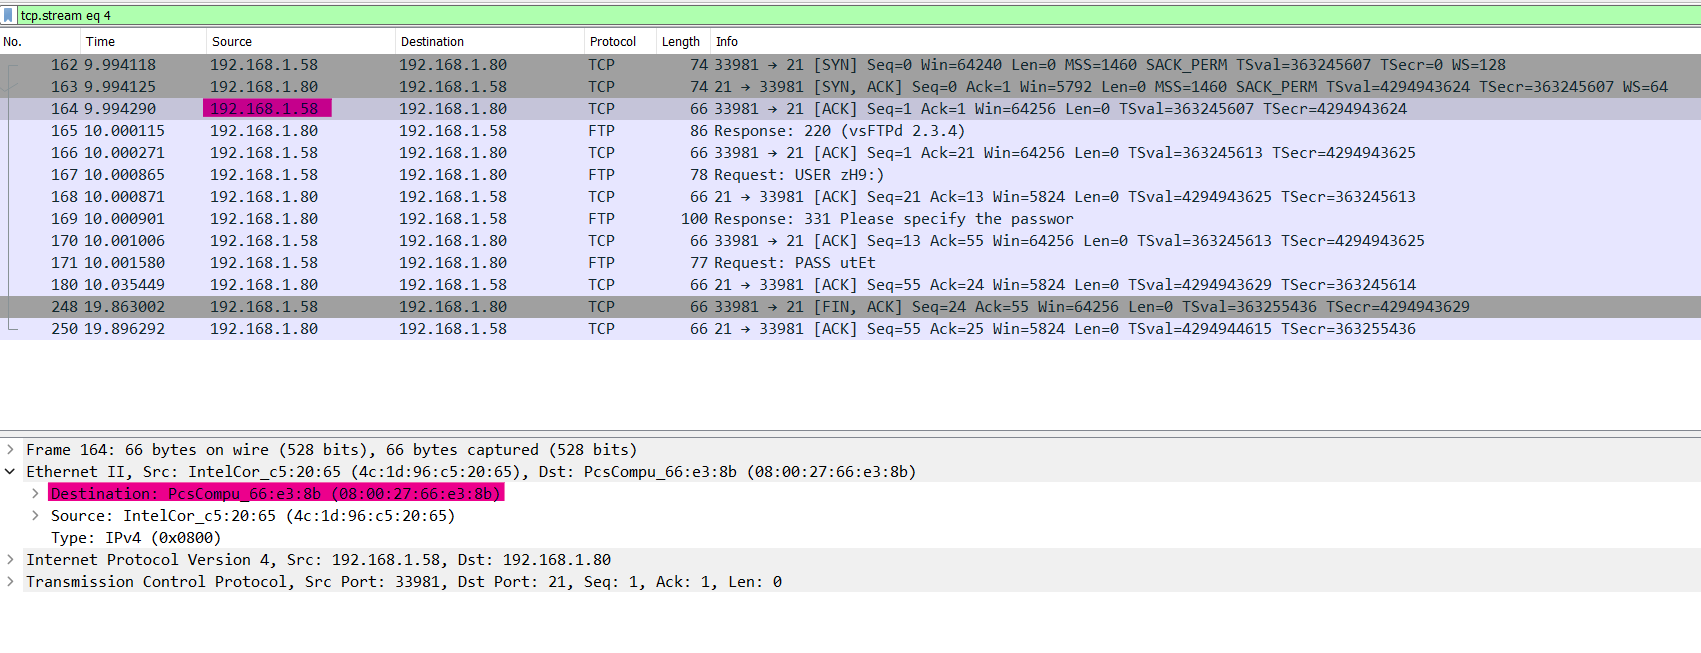 tcp.stream eq 4
No. Time Source Destination Protocol Length Info
162 9.994118 192.168.1.58 192.168.1.80 TCP 74 33981 → 21 [SYN] Seq=0 Win=64240 Len=0 MSS=1460 SACK_PERM TSval=363245607 TSecr=0 WS=128
163 9.994125 192.168.1.80 192.168.1.58 TCP 74 21 → 33981 [SYN, ACK] Seq=0 Ack=1 Win=5792 Len=0 MSS=1460 SACK_PERM TSval=4294943624 TSecr=363245607 WS=64
164 9.994290 192.168.1.58 192.168.1.80 TCP 66 33981 → 21 [ACK] Seq=1 Ack=1 Win=64256 Len=0 TSval=363245607 TSecr=4294943624
165 10.000115 192.168.1.80 192.168.1.58 FTP 86 Response: 220 (vsFTPd 2.3.4)
166 10.000271 192.168.1.58 192.168.1.80 TCP 66 33981 → 21 [ACK] Seq=1 Ack=21 Win=64256 Len=0 TSval=363245613 TSecr=4294943625
167 10.000865 192.168.1.58 192.168.1.80 FTP 78 Request: USER zH9:)
168 10.000871 192.168.1.80 192.168.1.58 TCP 66 21 → 33981 [ACK] Seq=21 Ack=13 Win=5824 Len=0 TSval=4294943625 TSecr=363245613
169 10.000901 192.168.1.80 192.168.1.58 FTP 100 Response: 331 Please specify the passwor
170 10.001006 192.168.1.58 192.168.1.80 TCP 66 33981 → 21 [ACK] Seq=13 Ack=55 Win=64256 Len=0 TSval=363245613 TSecr=4294943625
171 10.001580 192.168.1.58 192.168.1.80 FTP 77 Request: PASS utEt
180 10.035449 192.168.1.80 192.168.1.58 TCP 66 21 → 33981 [ACK] Seq=55 Ack=24 Win=5824 Len=0 TSval=4294943629 TSecr=363245614
248 19.863002 192.168.1.58 192.168.1.80 TCP 66 33981 → 21 [FIN, ACK] Seq=24 Ack=55 Win=64256 Len=0 TSval=363255436 TSecr=4294943629
250 19.896292 192.168.1.80 192.168.1.58 TCP 66 21 → 33981 [ACK] Seq=55 Ack=25 Win=5824 Len=0 TSval=4294944615 TSecr=363255436
Frame 164: 66 bytes on wire (528 bits), 66 bytes captured (528 bits)
Ethernet II, Src: IntelCor_c5:20:65 (4c:1d:96:c5:20:65), Dst: PcsCompu_66:e3:8b (08:00:27:66:e3:8b)
Destination: PcsCompu_66:e3:8b (08:00:27:66:e3:8b)
Source: IntelCor_c5:20:65 (4c:1d:96:c5:20:65)
Type: IPv4 (0x0800)
Internet Protocol Version 4, Src: 192.168.1.58, Dst: 192.168.1.80
Transmission Control Protocol, Src Port: 33981, Dst Port: 21, Seq: 1, Ack: 1, Len: 0